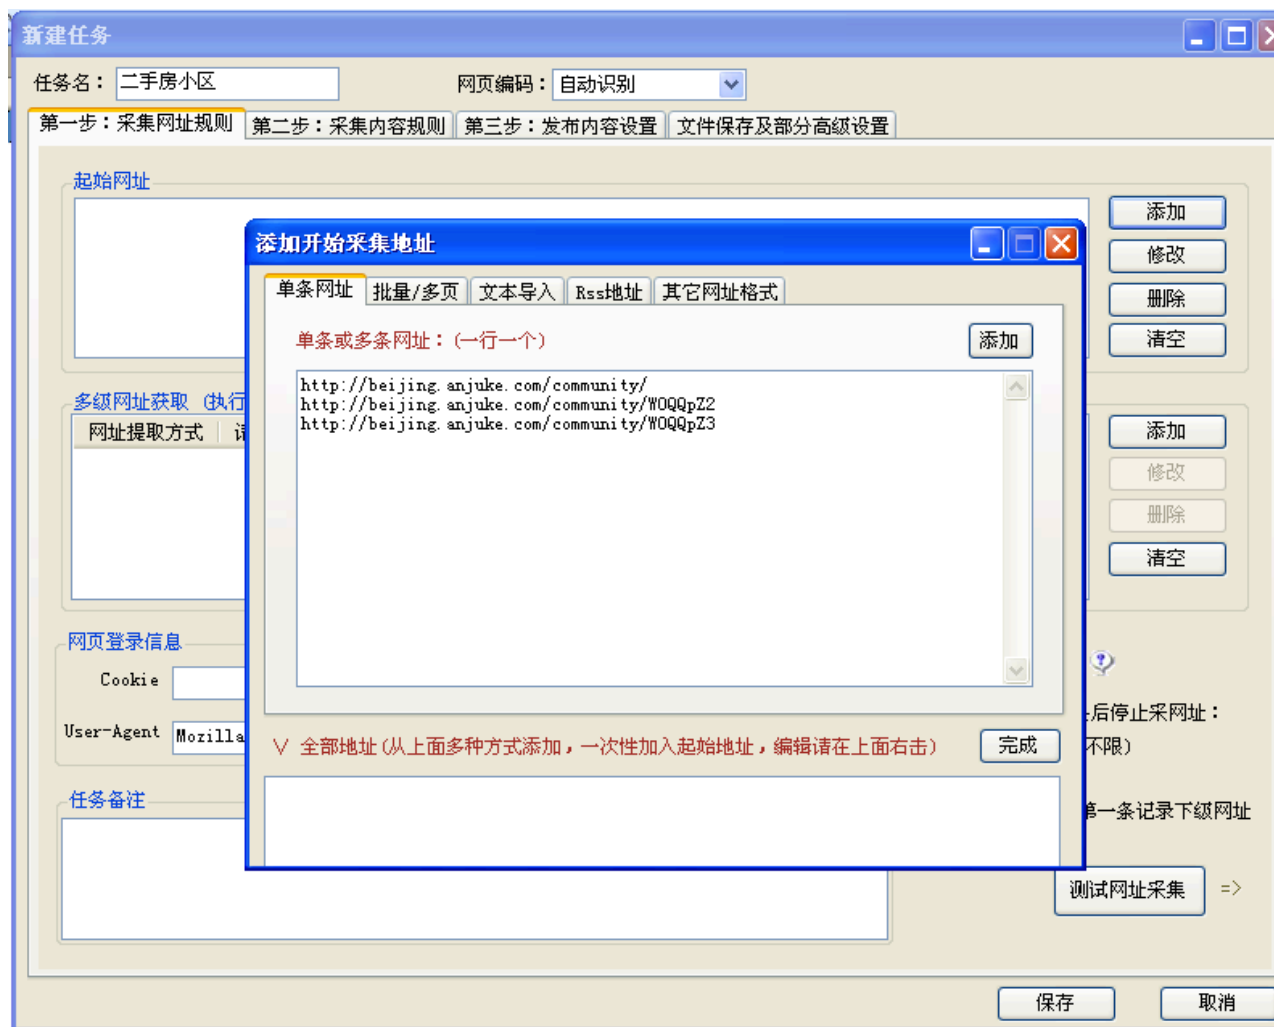 新建任务
任务名： 二手房小区 网页编码： 自动识别
第一步：采集网址规则 第二步：采集内容规则 第三步：发布内容设置 文件保存及部分高级设置
起始网址
添加
修改
删除
清空
添加开始采集地址
单条网址 批量/多页 文本导入 Rss地址 其它网址格式
单条或多条网址：(一行一个) 添加
http://beijing.anjuke.com/community/
http://beijing.anjuke.com/community/W0QQpZ2
http://beijing.anjuke.com/community/W0QQpZ3
∨ 全部地址(从上面多种方式添加，一次性加入起始地址，编辑请在上面右击) 完成
多级网址获取 (执行
网址提取方式
添加
修改
删除
清空
网页登录信息
Cookie
User-Agent Mozilla
后停止采网址：
不限)
任务备注
第一条记录下级网址
测试网址采集 =>
保存 取消